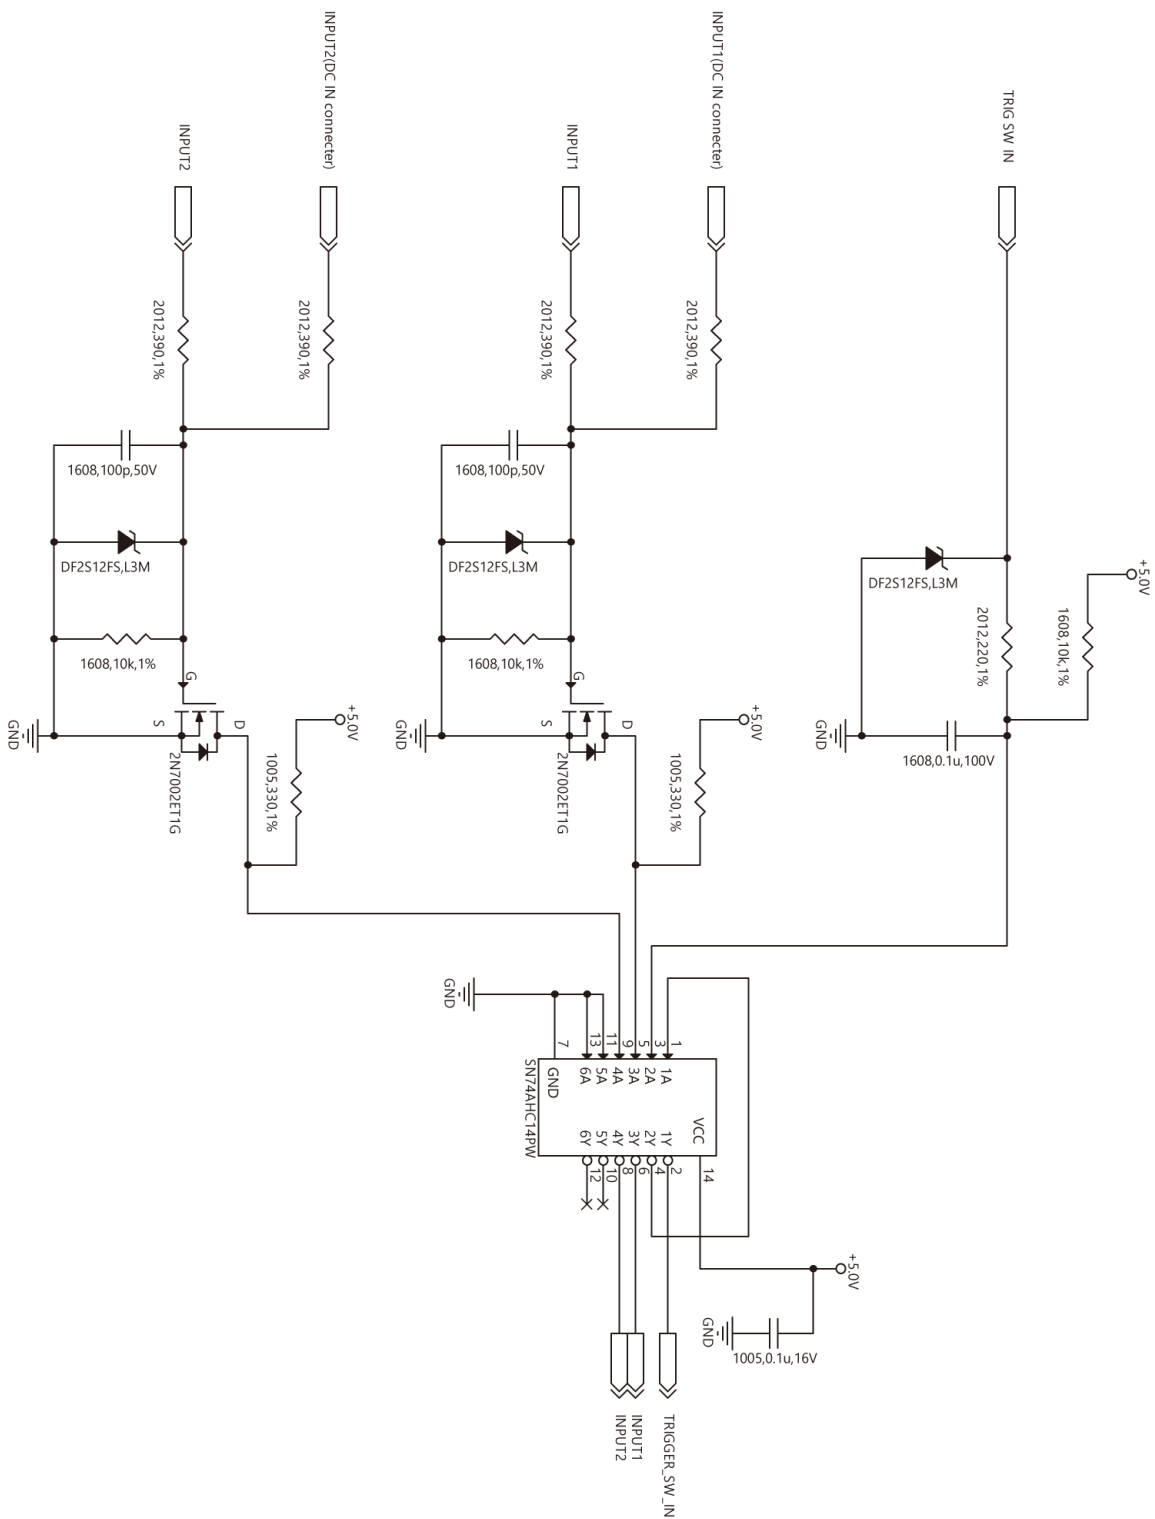 TRIG SW IN
+5.0V
1608,10k,1%
2012,220,1%
DF2S12FS,L3M
1608,0.1u,100V
GND
INPUT1(DC IN connecter)
INPUT1
2012,390,1%
2012,390,1%
1608,100p,50V
DF2S12FS,L3M
1608,10k,1%
G
D
S
2N7002ET1G
GND
+5.0V
1005,330,1%
INPUT2(DC IN connecter)
INPUT2
2012,390,1%
2012,390,1%
1608,100p,50V
DF2S12FS,L3M
1608,10k,1%
G
D
S
2N7002ET1G
GND
+5.0V
1005,330,1%
GND
VCC
14
1
1A
1Y
2
3
2A
2Y
4
5
3A
3Y
6
9
4A
4Y
8
11
5A
5Y
10
13
6A
6Y
12
7
GND
SN74AHC14PW
+5.0V
GND
1005,0.1u,16V
TRIGGER_SW_IN
INPUT1
INPUT2